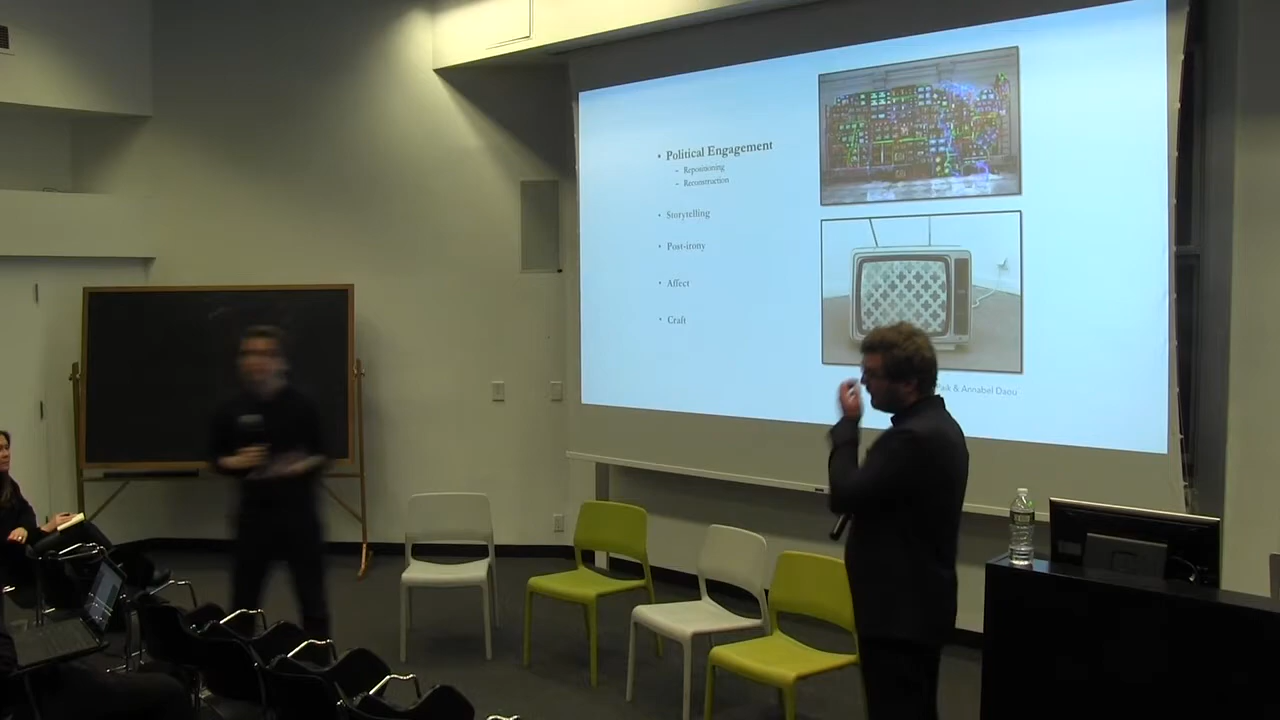 • Political Engagement
– Repositioning
– Reconstruction
• Storytelling
• Post-irony
• Affect
• Craft
Paik & Annabel Daou